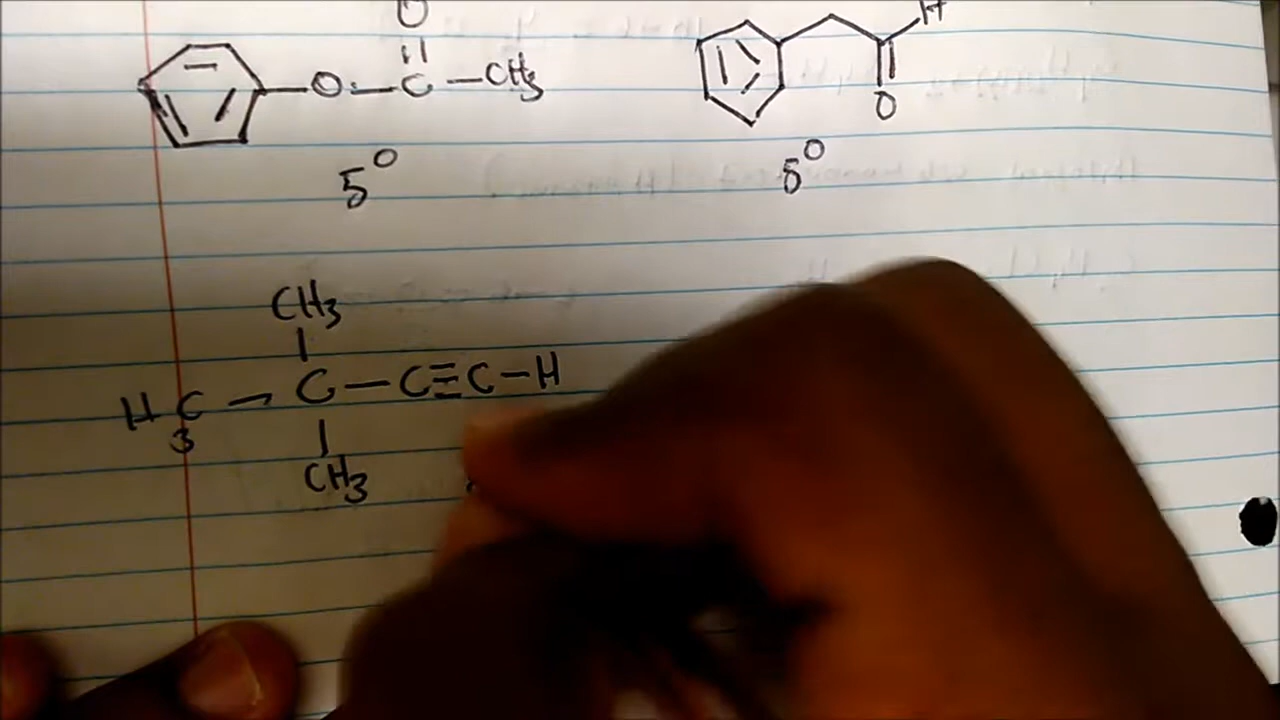 O H
O C CH3 O
5° 5°
CH3
H3C — C — C≡C — H
CH3